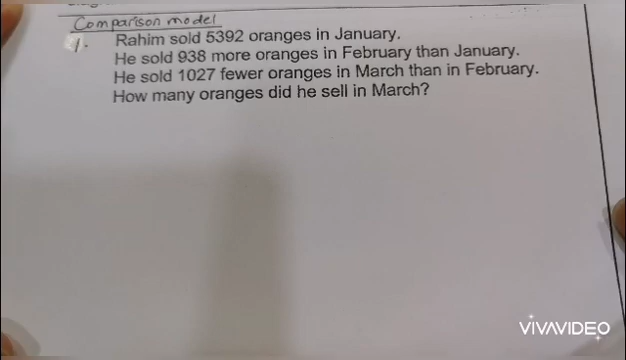 Comparison model
1. Rahim sold 5392 oranges in January.
He sold 938 more oranges in February than January.
He sold 1027 fewer oranges in March than in February.
How many oranges did he sell in March?
VIVAVIDEO